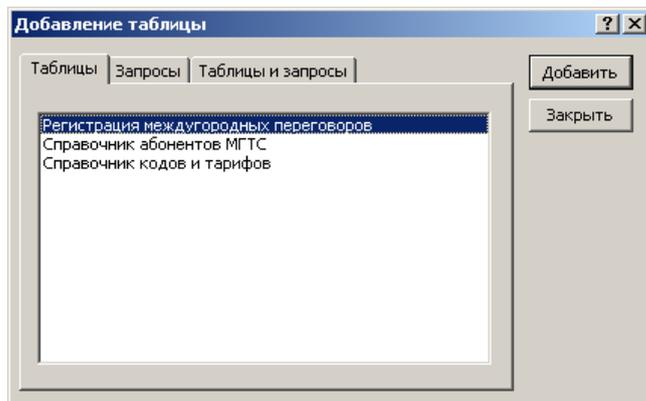 Добавление таблицы
Таблицы Запросы Таблицы и запросы
Добавить
Закрыть
Регистрация междугородных переговоров
Справочник абонентов МГТС
Справочник кодов и тарифов